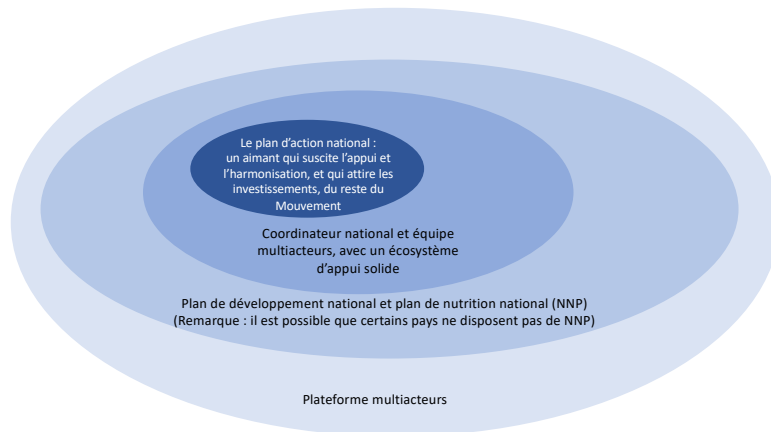 Le plan d’action national :
un aimant qui suscite l’appui et
l’harmonisation, et qui attire les
investissements, du reste du
Mouvement
Coordinateur national et équipe
multiacteurs, avec un écosystème
d’appui solide
Plan de développement national et plan de nutrition national (NNP)
(Remarque : il est possible que certains pays ne disposent pas de NNP)
Plateforme multiacteurs